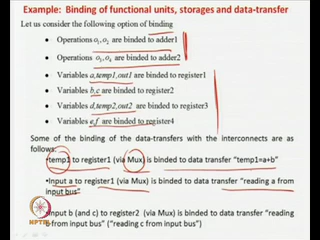 Example: Binding of functional units, storages and data-transfer
Let us consider the following option of binding
• Operations o₁,o₂ are binded to adder1
• Operations o₃,o₄ are binded to adder2
• Variables a,temp1,out1 are binded to register1
• Variables b,c are binded to register2
• Variables d,temp2,out2 are binded to register3
• Variables e,f are binded to register4
Some of the binding of the data-transfers with the interconnects are as
follows:
•temp1 to register1 (via Mux) is binded to data transfer "temp1=a+b"
•Input a to register1 (via Mux) is binded to data transfer "reading a from
input bus"
•Input b (and c) to register2 (via Mux) is binded to data transfer "reading
b from input bus" ("reading c from input bus")
NPTEL